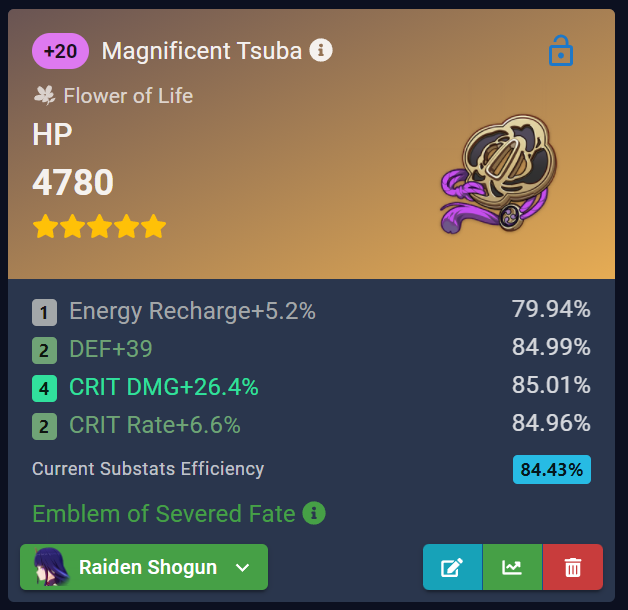 +20 Magnificent Tsuba
Flower of Life
HP
4780
1 Energy Recharge+5.2% 79.94%
2 DEF+39 84.99%
4 CRIT DMG+26.4% 85.01%
2 CRIT Rate+6.6% 84.96%
Current Substats Efficiency 84.43%
Emblem of Severed Fate
Raiden Shogun